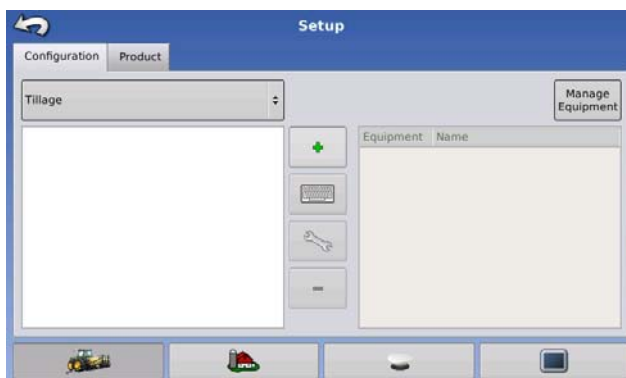 Setup
Configuration Product
Tillage
Manage
Equipment
Equipment Name